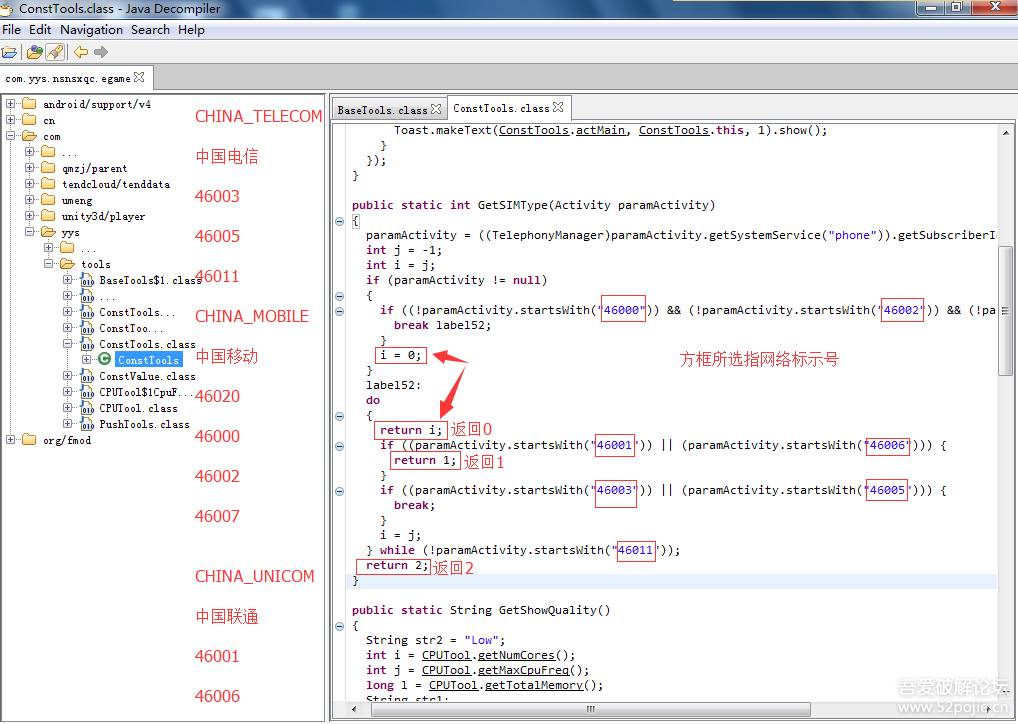 ConstTools.class - Java Decompiler
File Edit Navigation Search Help
com.yys.nsnsxqc.egame
android/support/v4
cn
com
...
qmzj/parent
tendcloud/tenddata
umeng
unity3d/player
yys
...
tools
BaseTools$1.class
...
ConstTools...
ConstToo...
ConstTools.class
ConstTools
ConstValue.class
CPUTool$1CpuF...
CPUTool.class
PushTools.class
org/fmod
CHINA_TELECOM
中国电信
46003
46005
46011
CHINA_MOBILE
中国移动
46020
46000
46002
46007
CHINA_UNICOM
中国联通
46001
46006
BaseTools.class ConstTools.class
Toast.makeText(ConstTools.actMain, ConstTools.this, 1).show();
}
});
}
public static int GetSIMType(Activity paramActivity)
{
paramActivity = ((TelephonyManager)paramActivity.getSystemService("phone")).getSubscriberI
int j = -1;
int i = j;
if (paramActivity != null)
{
if ((!paramActivity.startsWith("46000")) && (!paramActivity.startsWith("46002")) && (!pa
break label52;
}
i = 0;
方框所选指网络标示号
}
label52:
do
{
return i; 返回0
if ((paramActivity.startsWith("46001")) || (paramActivity.startsWith("46006"))) {
return 1; 返回1
}
if ((paramActivity.startsWith("46003")) || (paramActivity.startsWith("46005"))) {
break;
}
i = j;
} while (!paramActivity.startsWith("46011"));
return 2; 返回2
}
public static String GetShowQuality()
{
String str2 = "Low";
int i = CPUTool.getNumCores();
int j = CPUTool.getMaxCpuFreq();
long l = CPUTool.getTotalMemory();
String str1;
吾爱破解论坛
www.52pojie.cn